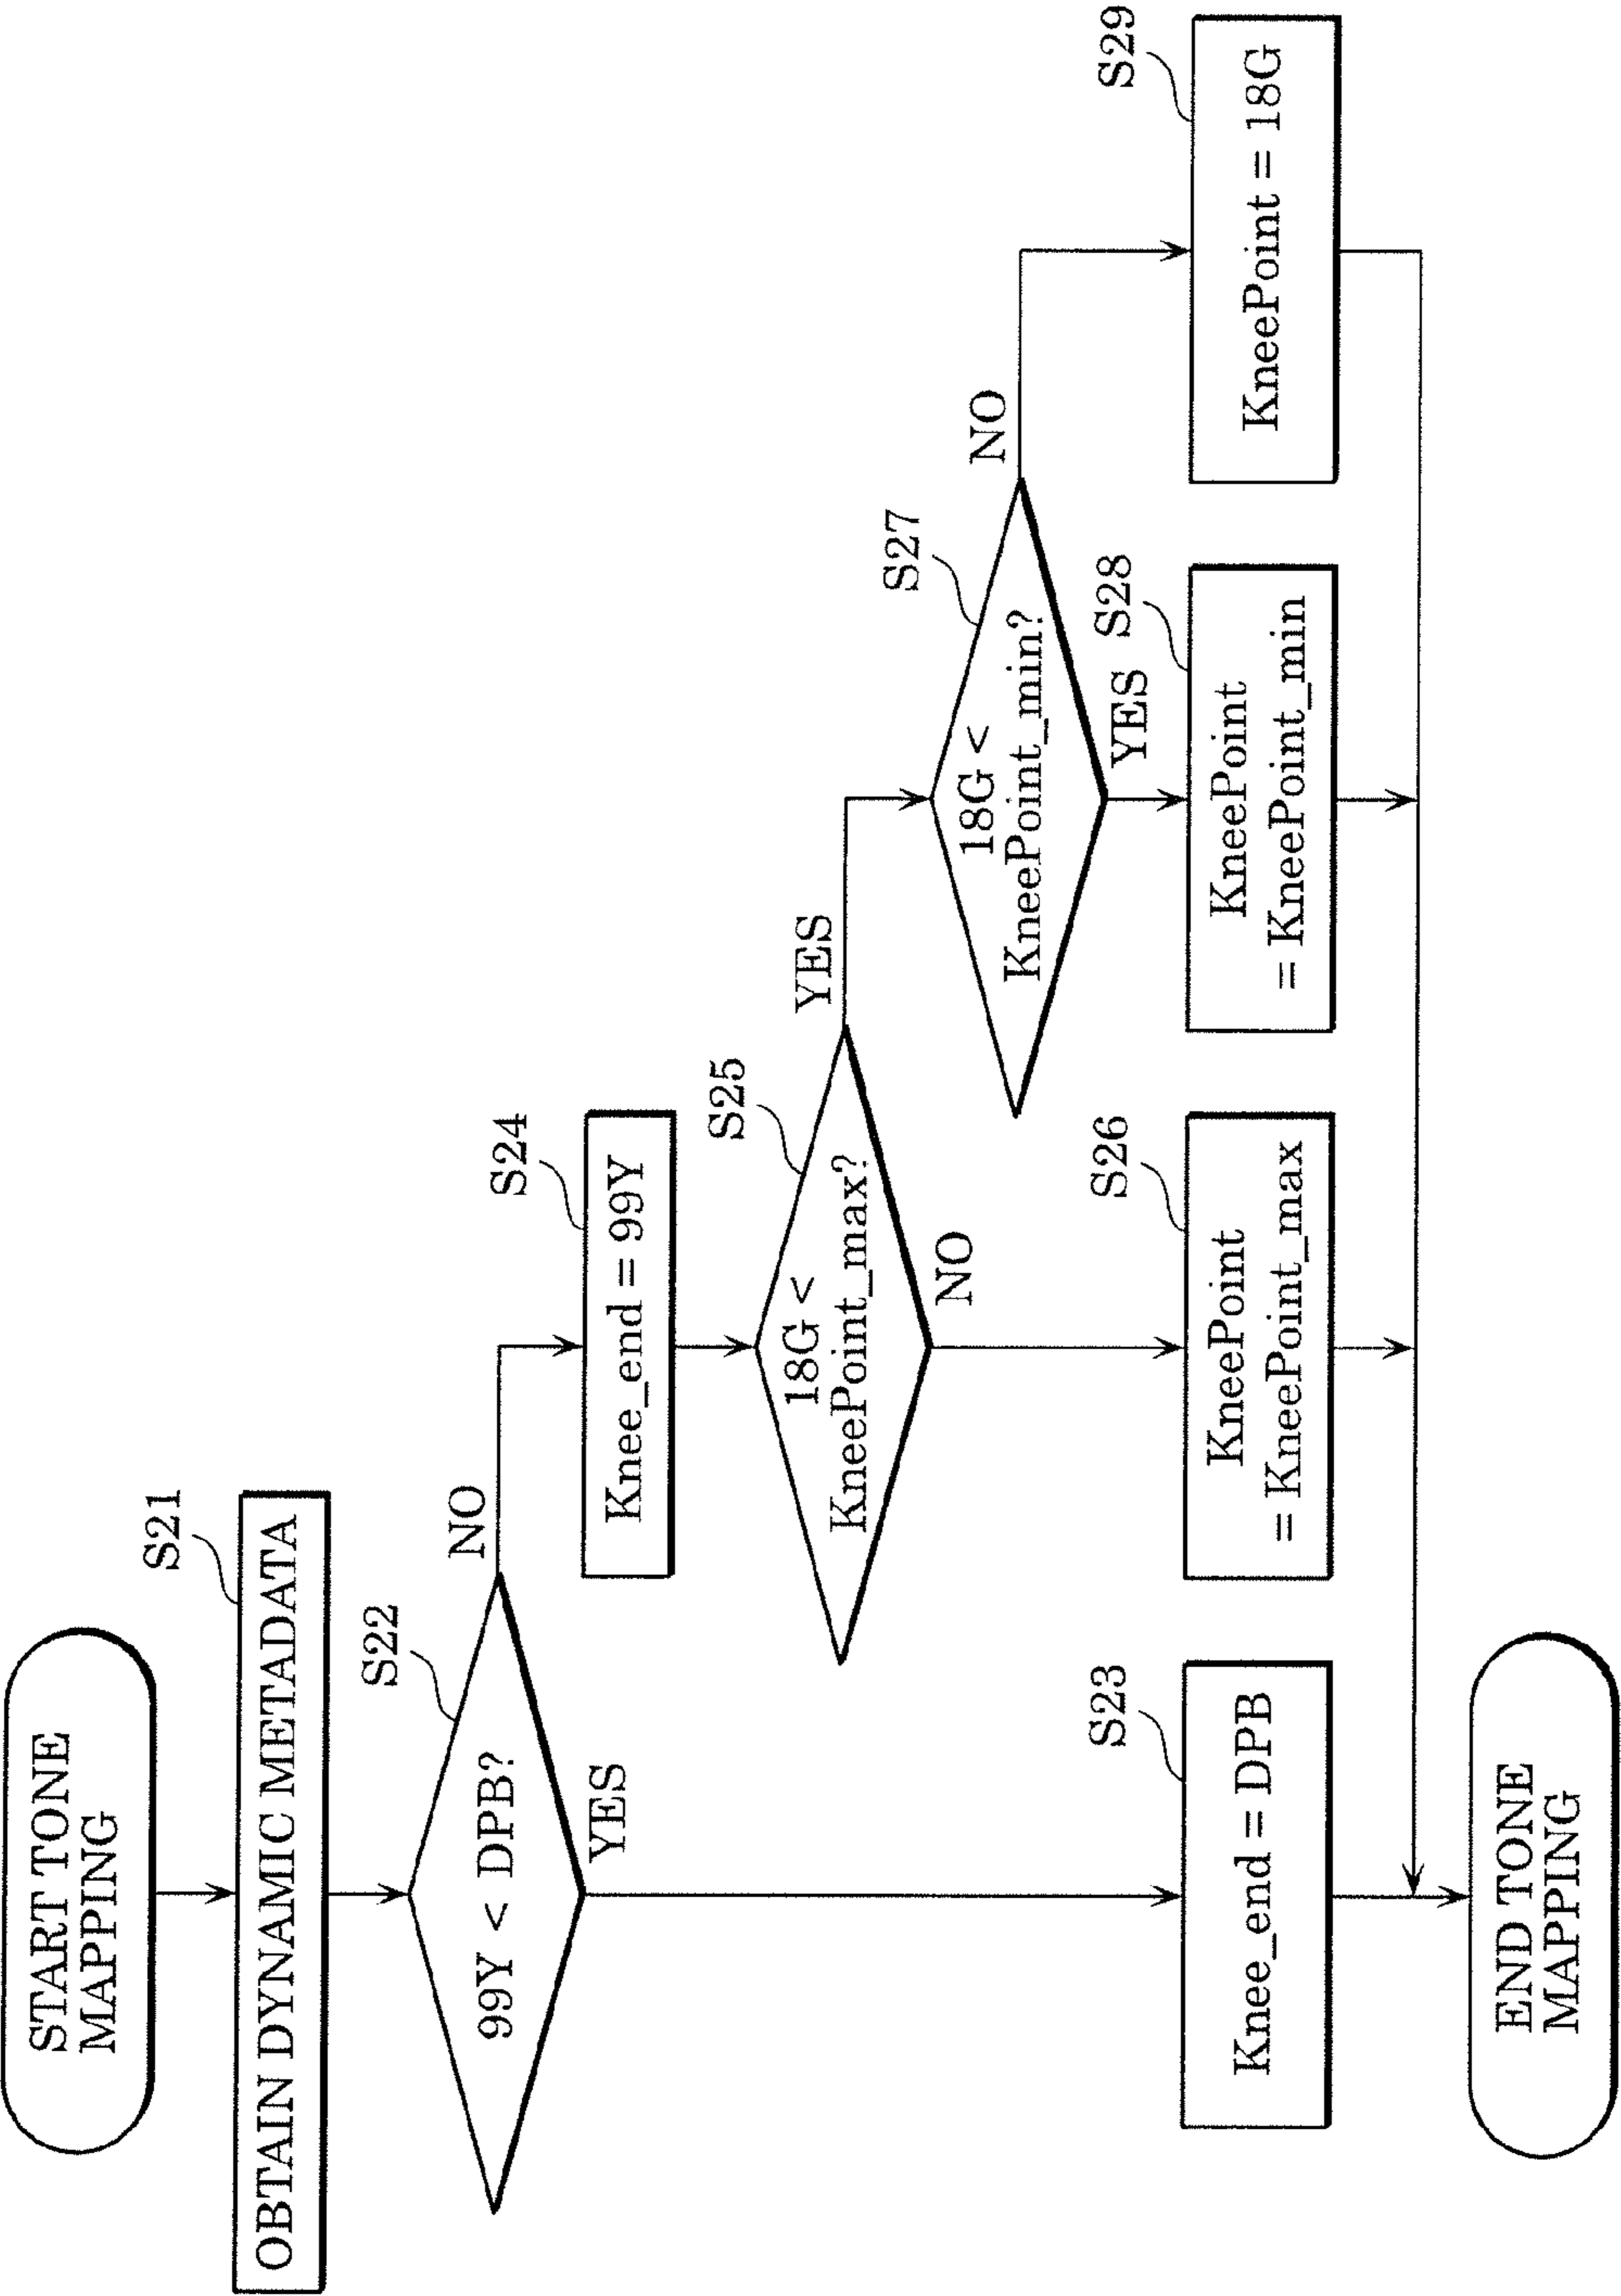 START TONE
MAPPING
S21
OBTAIN DYNAMIC METADATA
S22
99Y < DPB?
NO
YES
S24
Knee_end = 99Y
S25
18G <
KneePoint_max?
YES
NO
S27
18G <
KneePoint_min?
NO
YES
S23
Knee_end = DPB
S26
KneePoint
= KneePoint_max
S28
KneePoint
= KneePoint_min
S29
KneePoint = 18G
END TONE
MAPPING